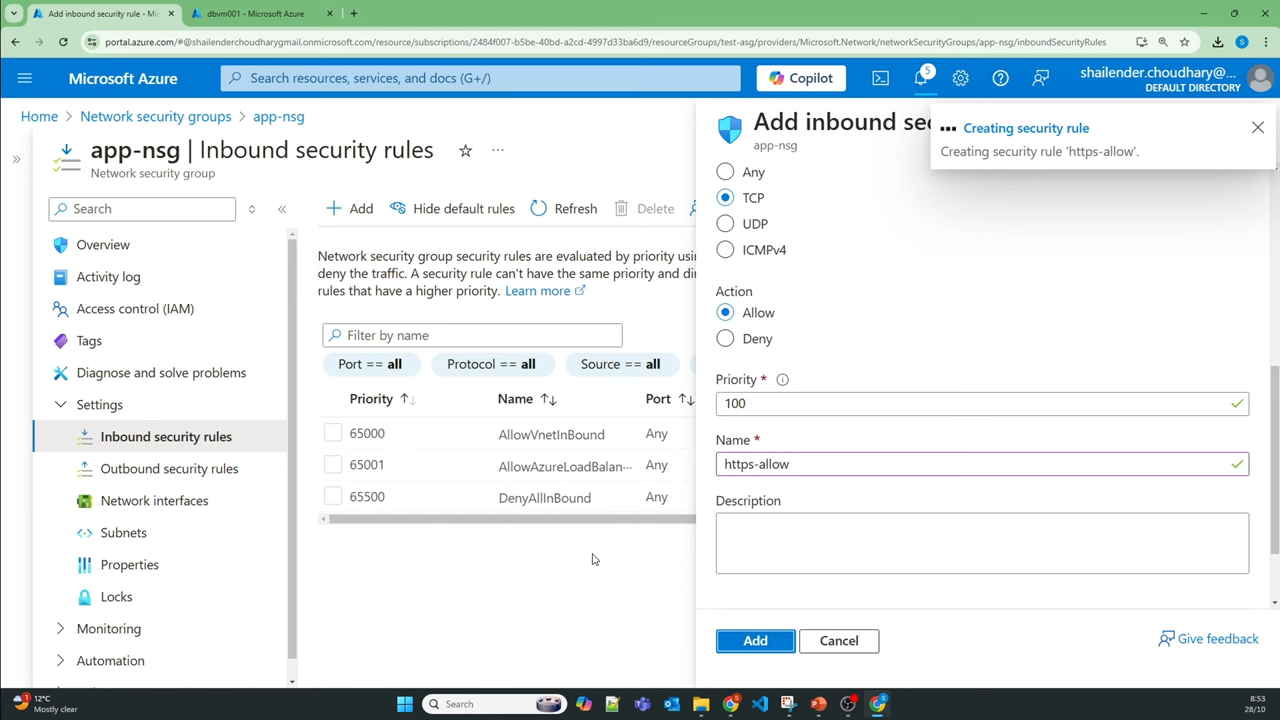 Add inbound security rule - Mi
dbvm001 - Microsoft Azure
portal.azure.com/#@shailenderchoudharygmail.onmicrosoft.com/resource/subscriptions/2484f007-b5be-40bd-a2cd-4997d33ba6d9/resourceGroups/test-asg/providers/Microsoft.Network/networkSecurityGroups/app-nsg/inboundSecurityRules
Microsoft Azure
Search resources, services, and docs (G+/)
Copilot
5
shailender.choudhary@...
DEFAULT DIRECTORY
Home > Network security groups > app-nsg
app-nsg | Inbound security rules
Network security group
Search
Overview
Activity log
Access control (IAM)
Tags
Diagnose and solve problems
Settings
Inbound security rules
Outbound security rules
Network interfaces
Subnets
Properties
Locks
Monitoring
Automation
Add
Hide default rules
Refresh
Delete
Network security group security rules are evaluated by priority usin
deny the traffic. A security rule can't have the same priority and di
rules that have a higher priority. Learn more
Filter by name
Port == all
Protocol == all
Source == all
Priority Name Port
65000 AllowVnetInBound Any
65001 AllowAzureLoadBalan... Any
65500 DenyAllInBound Any
Add inbound sec
app-nsg
Creating security rule
Creating security rule 'https-allow'.
Any
TCP
UDP
ICMPv4
Action
Allow
Deny
Priority *
100
Name *
https-allow
Description
Add
Cancel
Give feedback
1
12°C
Mostly clear
Search
8:53
28/10